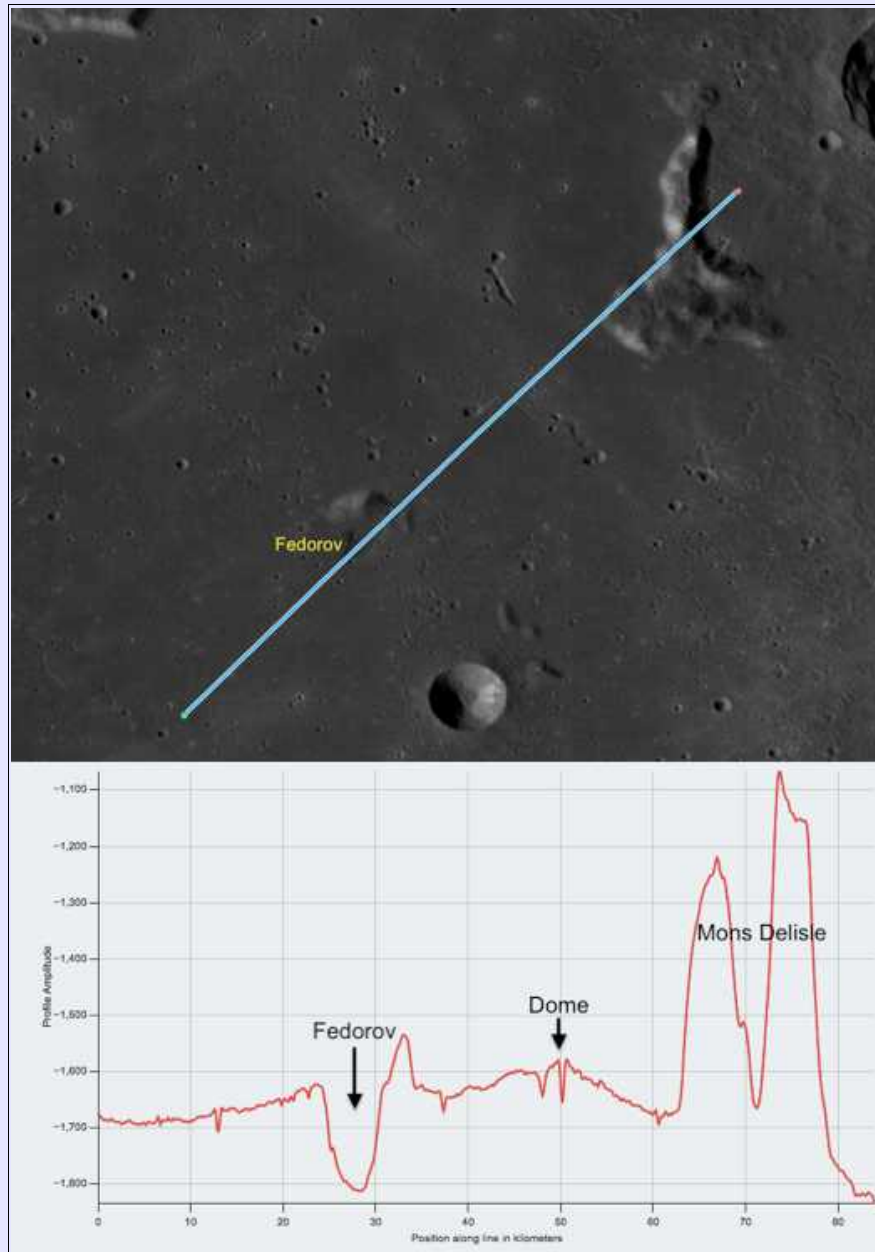 Fedorov
−1,100
−1,200
−1,300
−1,400
−1,500
−1,600
−1,700
−1,800
Profile Amplitude
Mons Delisle
Dome
Fedorov
0 10 20 30 40 50 60 70 80
Position along line in kilometers